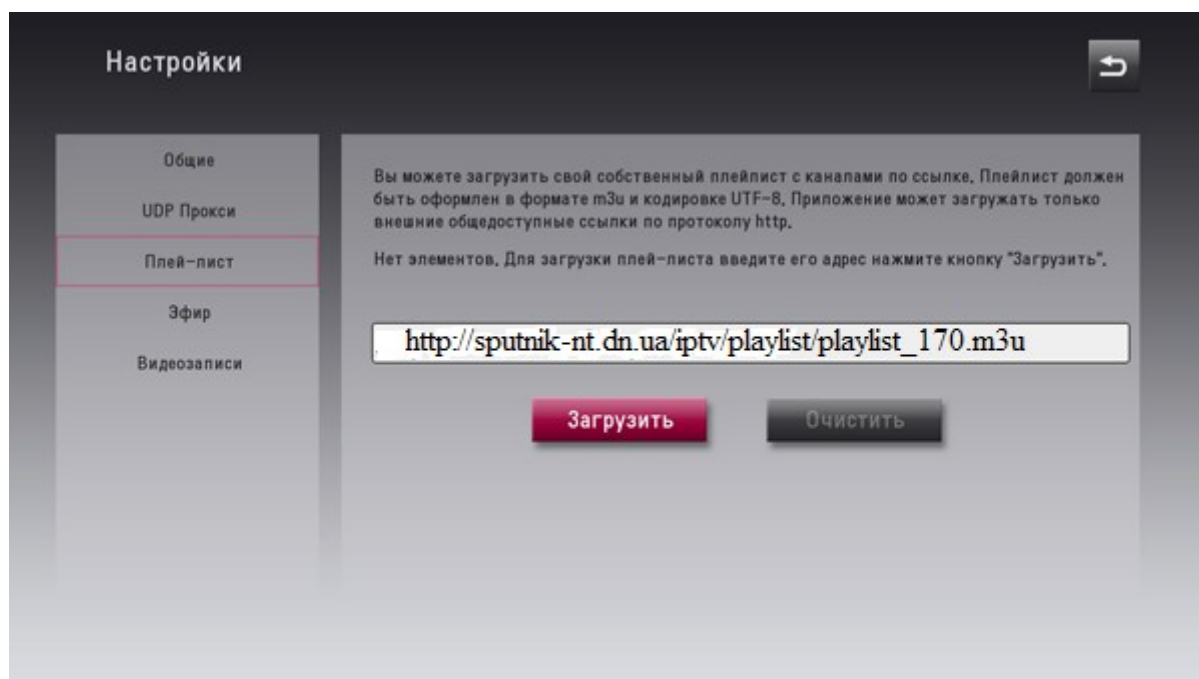 Настройки
Общие
UDP Прокси
Плей-лист
Эфир
Видеозаписи
Вы можете загрузить свой собственный плейлист с каналами по ссылке. Плейлист должен
быть оформлен в формате m3u и кодировке UTF-8. Приложение может загружать только
внешние общедоступные ссылки по протоколу http.
Нет элементов. Для загрузки плей-листа введите его адрес нажмите кнопку "Загрузить".
http://sputnik-nt.dn.ua/iptv/playlist/playlist_170.m3u
Загрузить
Очистить